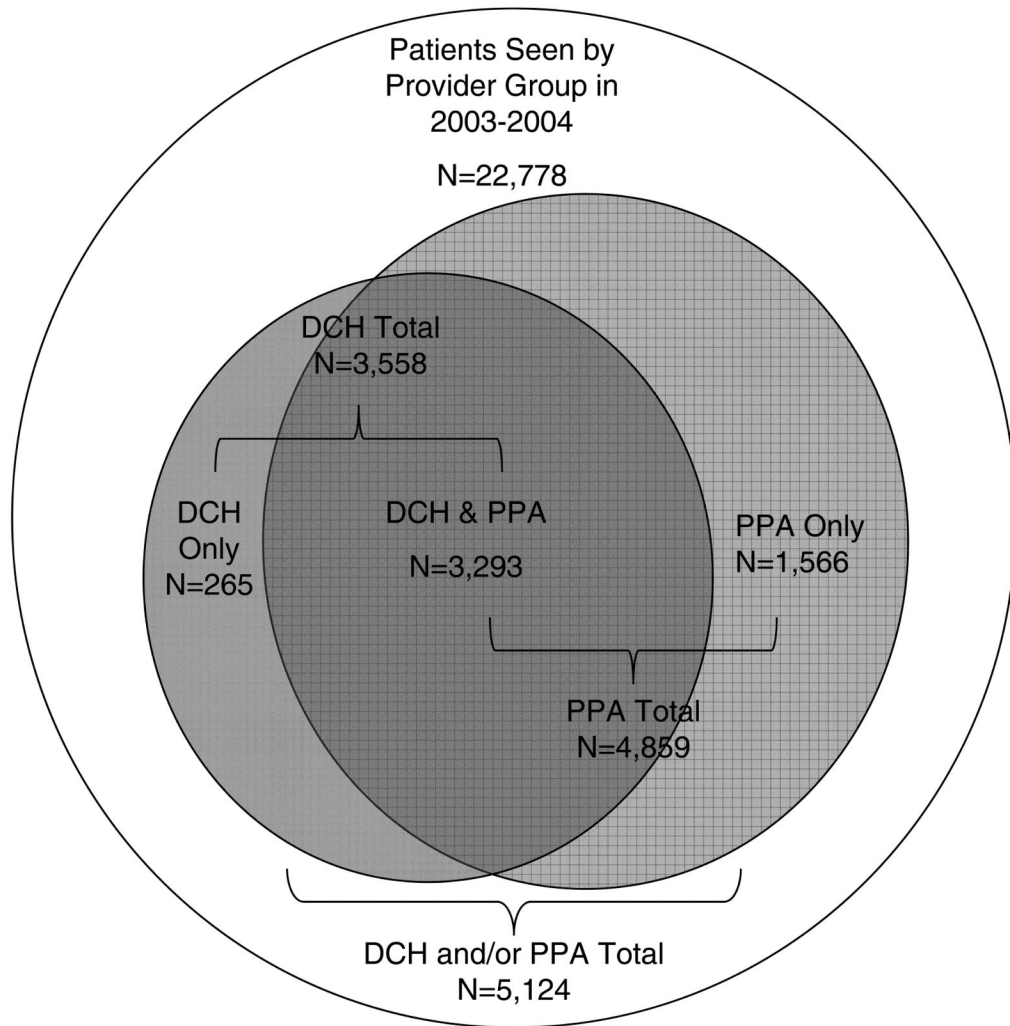 Patients Seen by
Provider Group in
2003-2004
N=22,778
DCH Total
N=3,558
DCH
Only
N=265
DCH & PPA
N=3,293
PPA Only
N=1,566
PPA Total
N=4,859
DCH and/or PPA Total
N=5,124